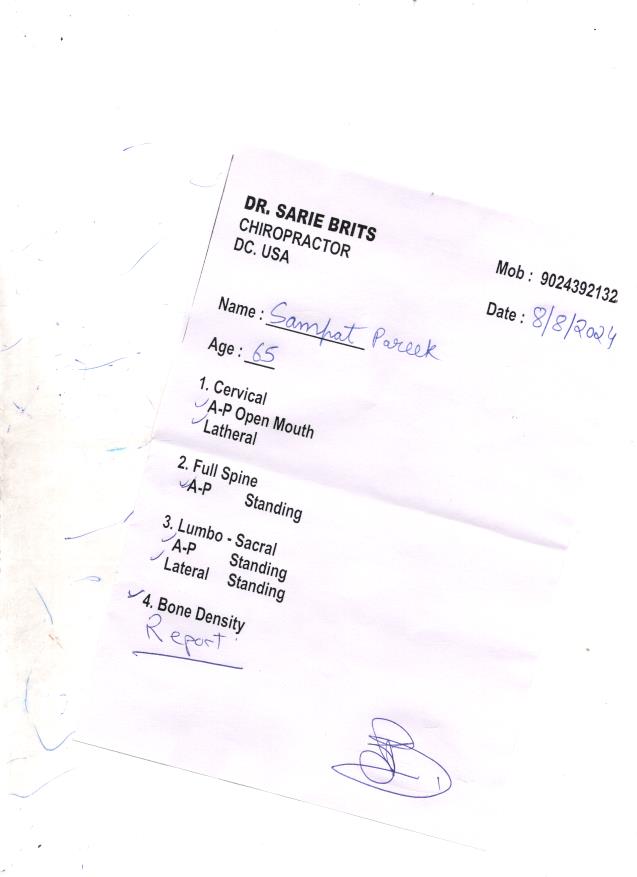 DR. SARIE BRITS
CHIROPRACTOR
DC. USA
Mob : 9024392132
Date : 8/8/2024
Name : Sampat Pareek
Age : 65
1. Cervical
✓A-P Open Mouth
✓Latheral
2. Full Spine
✓A-P Standing
3. Lumbo - Sacral
✓A-P Standing
✓Lateral Standing
✓4. Bone Density
Report